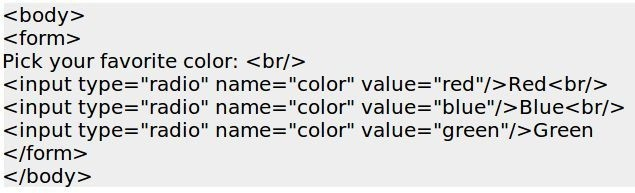 <body>
<form>
Pick your favorite color: <br/>
<input type="radio" name="color" value="red"/>Red<br/>
<input type="radio" name="color" value="blue"/>Blue<br/>
<input type="radio" name="color" value="green"/>Green
</form>
</body>